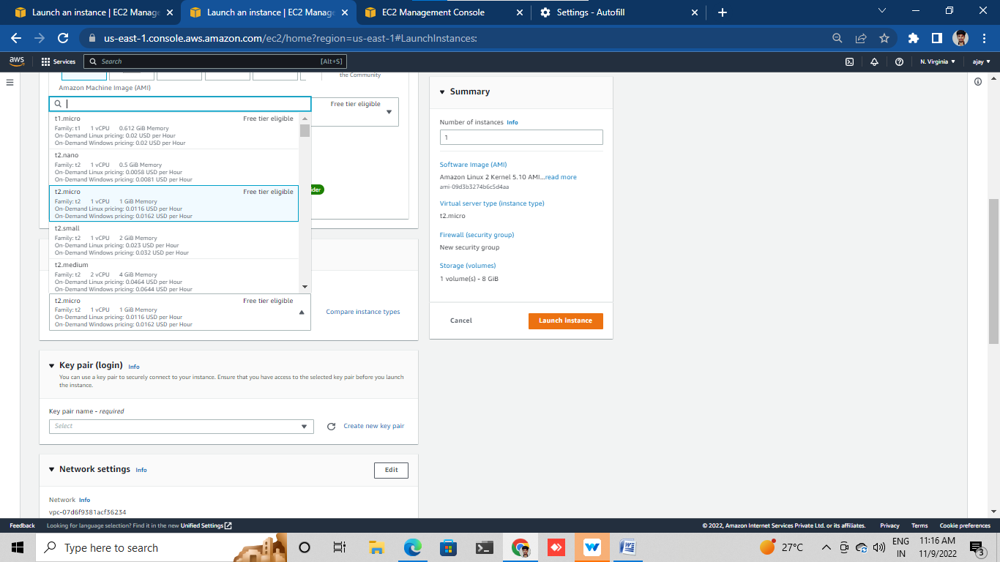 Launch an instance | EC2 Manage
Launch an instance | EC2 Manage
EC2 Management Console
Settings - Autofill
us-east-1.console.aws.amazon.com/ec2/home?region=us-east-1#LaunchInstances:
aws
Services
Search
[Alt+S]
N. Virginia
ajay
the Community
Amazon Machine Image (AMI)
Free tier eligible
t1.micro
Free tier eligible
Family: t1 1 vCPU 0.612 GiB Memory
On-Demand Linux pricing: 0.02 USD per Hour
On-Demand Windows pricing: 0.02 USD per Hour
t2.nano
Family: t2 1 vCPU 0.5 GiB Memory
On-Demand Linux pricing: 0.0058 USD per Hour
On-Demand Windows pricing: 0.0081 USD per Hour
t2.micro
Free tier eligible
Family: t2 1 vCPU 1 GiB Memory
On-Demand Linux pricing: 0.0116 USD per Hour
On-Demand Windows pricing: 0.0162 USD per Hour
der
t2.small
Family: t2 1 vCPU 2 GiB Memory
On-Demand Linux pricing: 0.023 USD per Hour
On-Demand Windows pricing: 0.032 USD per Hour
t2.medium
Family: t2 2 vCPU 4 GiB Memory
On-Demand Linux pricing: 0.0464 USD per Hour
On-Demand Windows pricing: 0.0644 USD per Hour
t2.micro
Free tier eligible
Family: t2 1 vCPU 1 GiB Memory
On-Demand Linux pricing: 0.0116 USD per Hour
On-Demand Windows pricing: 0.0162 USD per Hour
Compare instance types
Key pair (login) Info
You can use a key pair to securely connect to your instance. Ensure that you have access to the selected key pair before you launch
the instance.
Key pair name - required
Select
Create new key pair
Network settings Info
Edit
Network Info
vpc-07d6f9381acf36234
Summary
Number of instances Info
1
Software Image (AMI)
Amazon Linux 2 Kernel 5.10 AMI...read more
ami-09d3b3274b6c5d4aa
Virtual server type (instance type)
t2.micro
Firewall (security group)
New security group
Storage (volumes)
1 volume(s) - 8 GiB
Cancel
Launch instance
Feedback
Looking for language selection? Find it in the new Unified Settings
© 2022, Amazon Internet Services Private Ltd. or its affiliates.
Privacy
Terms
Cookie preferences
Type here to search
27°C
ENG
IN
11:16 AM
11/9/2022
3